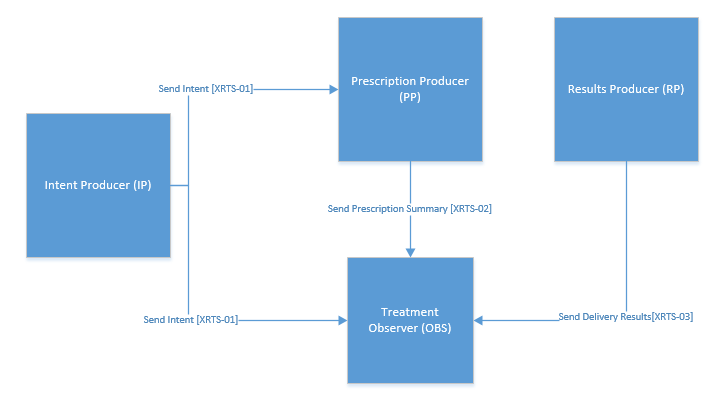 Send Intent [XRTS-01]
Prescription Producer
(PP)
Results Producer (RP)
Intent Producer (IP)
Send Prescription Summary [XRTS-02]
Treatment
Observer (OBS)
Send Intent [XRTS-01]
Send Delivery Results[XRTS-03]